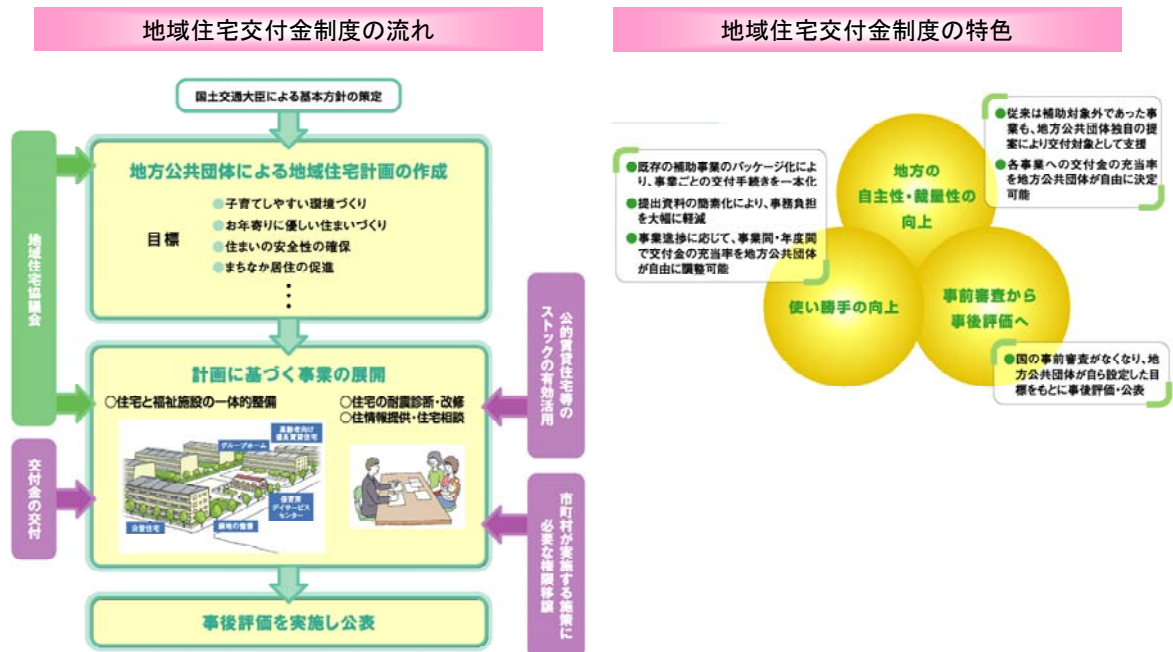 地域住宅交付金制度の流れ
国土交通大臣による基本方針の策定
地方公共団体による地域住宅計画の作成
目標
●子育てしやすい環境づくり
●お年寄りに優しい住まいづくり
●住まいの安全性の確保
●まちなか居住の促進
地域住宅協議会
計画に基づく事業の展開
○住宅と福祉施設の一体的整備
○住宅の耐震診断・改修
○住情報提供・住宅相談
高齢者向け
優良賃貸住宅
グループホーム
保育所
デイサービス
センター
公営住宅
緑地の整備
交付金の交付
公的賃貸住宅等の
ストックの有効活用
市町村が実施する施策に
必要な権限移譲
事後評価を実施し公表
地域住宅交付金制度の特色
●既存の補助事業のパッケージ化によ
り、事業ごとの交付手続きを一本化
●提出資料の簡素化により、事務負担
を大幅に軽減
●事業進捗に応じて、事業間・年度間
で交付金の充当率を地方公共団体
が自由に調整可能
地方の
自主性・裁量性の
向上
●従来は補助対象外であった事
業も、地方公共団体独自の提
案により交付対象として支援
●各事業への交付金の充当率
を地方公共団体が自由に決定
可能
使い勝手の向上
事前審査から
事後評価へ
●国の事前審査がなくなり、地
方公共団体が自ら設定した目
標をもとに事後評価・公表